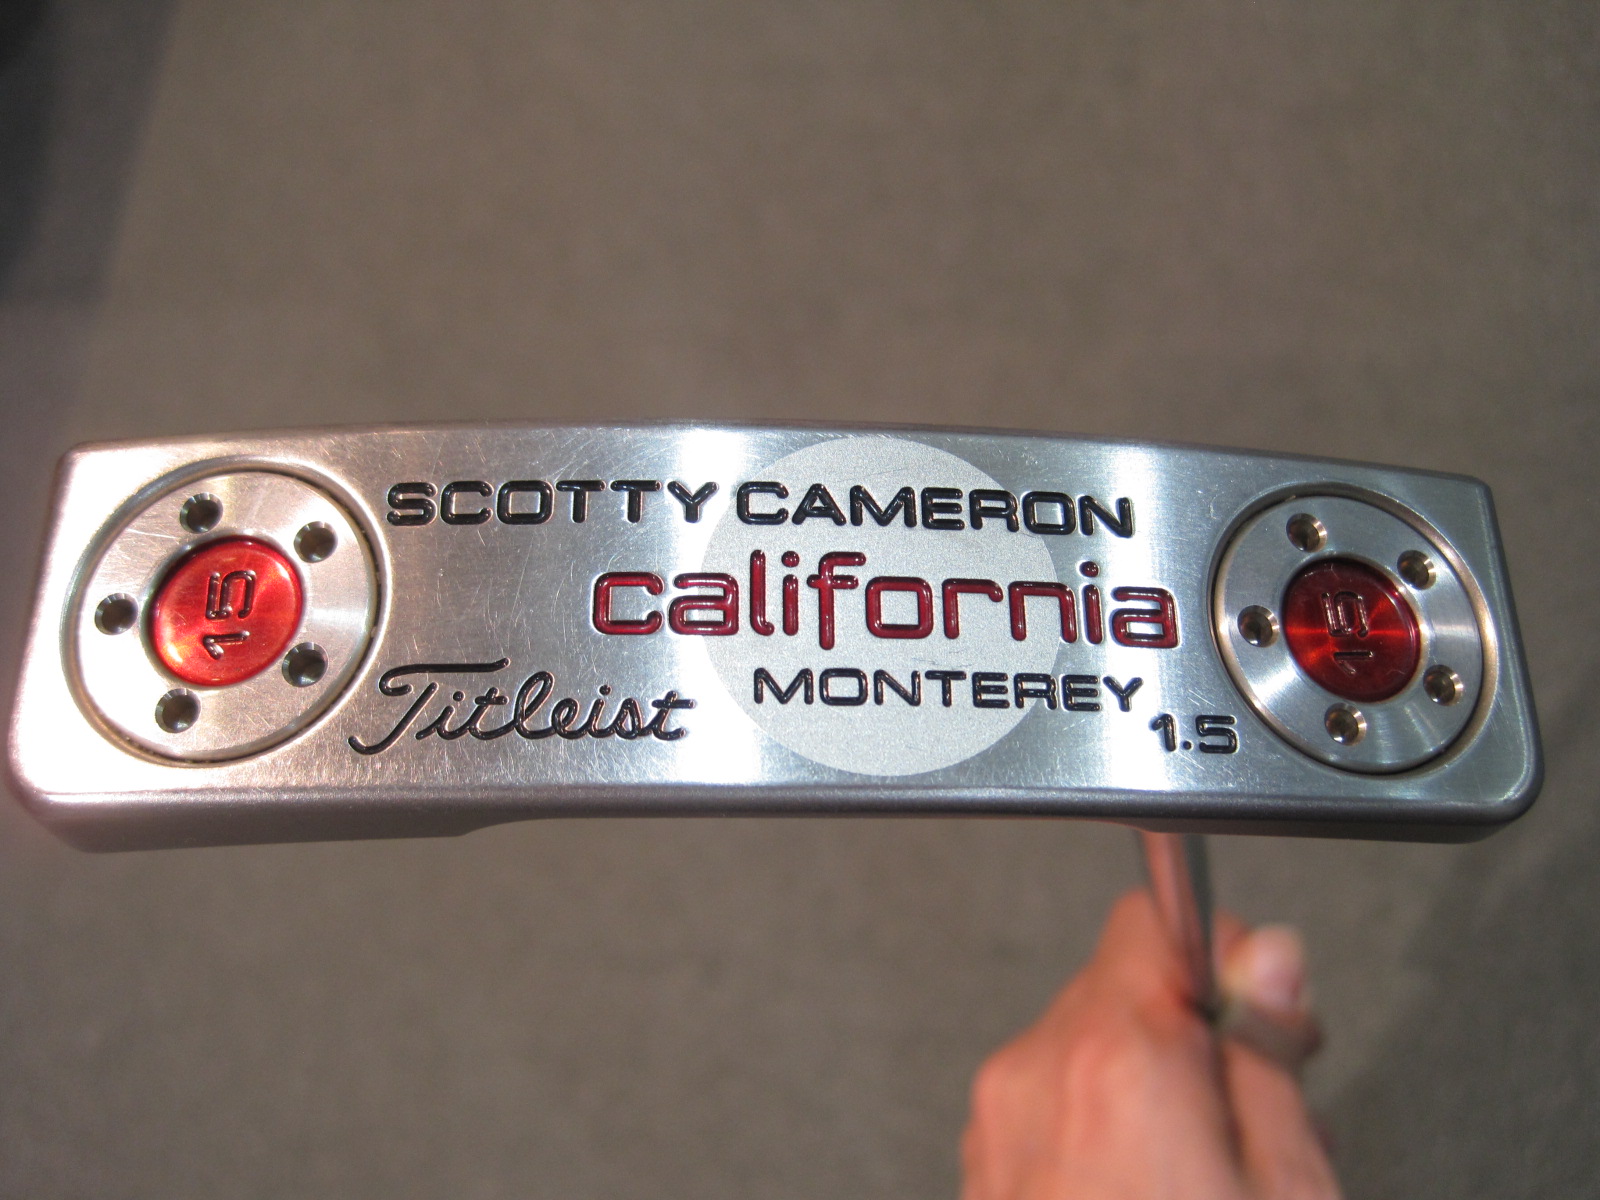 SCOTTY CAMERON
california
Titleist
MONTEREY
1.5
15
15